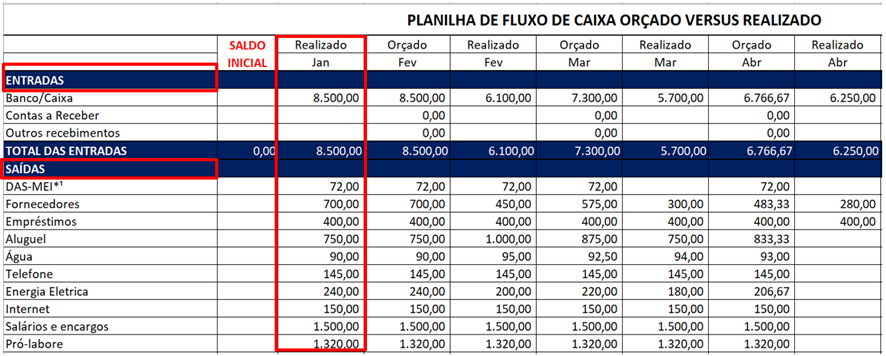 PLANILHA DE FLUXO DE CAIXA ORÇADO VERSUS REALIZADO
SALDO Realizado Orçado Realizado Orçado Realizado Orçado Realizado
INICIAL Jan Fev Fev Mar Mar Abr Abr
ENTRADAS
Banco/Caixa 8.500,00 8.500,00 6.100,00 7.300,00 5.700,00 6.766,67 6.250,00
Contas a Receber 0,00 0,00 0,00
Outros recebimentos 0,00 0,00 0,00
TOTAL DAS ENTRADAS 0,00 8.500,00 8.500,00 6.100,00 7.300,00 5.700,00 6.766,67 6.250,00
SAÍDAS
DAS-MEI*¹ 72,00 72,00 72,00 72,00 72,00
Fornecedores 700,00 700,00 450,00 575,00 300,00 483,33 280,00
Empréstimos 400,00 400,00 400,00 400,00 400,00 400,00 400,00
Aluguel 750,00 750,00 1.000,00 875,00 750,00 833,33
Água 90,00 90,00 95,00 92,50 94,00 93,00
Telefone 145,00 145,00 145,00 145,00 145,00 145,00
Energia Eletrica 240,00 240,00 200,00 220,00 180,00 206,67
Internet 150,00 150,00 150,00 150,00 150,00 150,00
Salários e encargos 1.500,00 1.500,00 1.500,00 1.500,00 1.500,00 1.500,00
Pró-labore 1.320,00 1.320,00 1.320,00 1.320,00 1.320,00 1.320,00